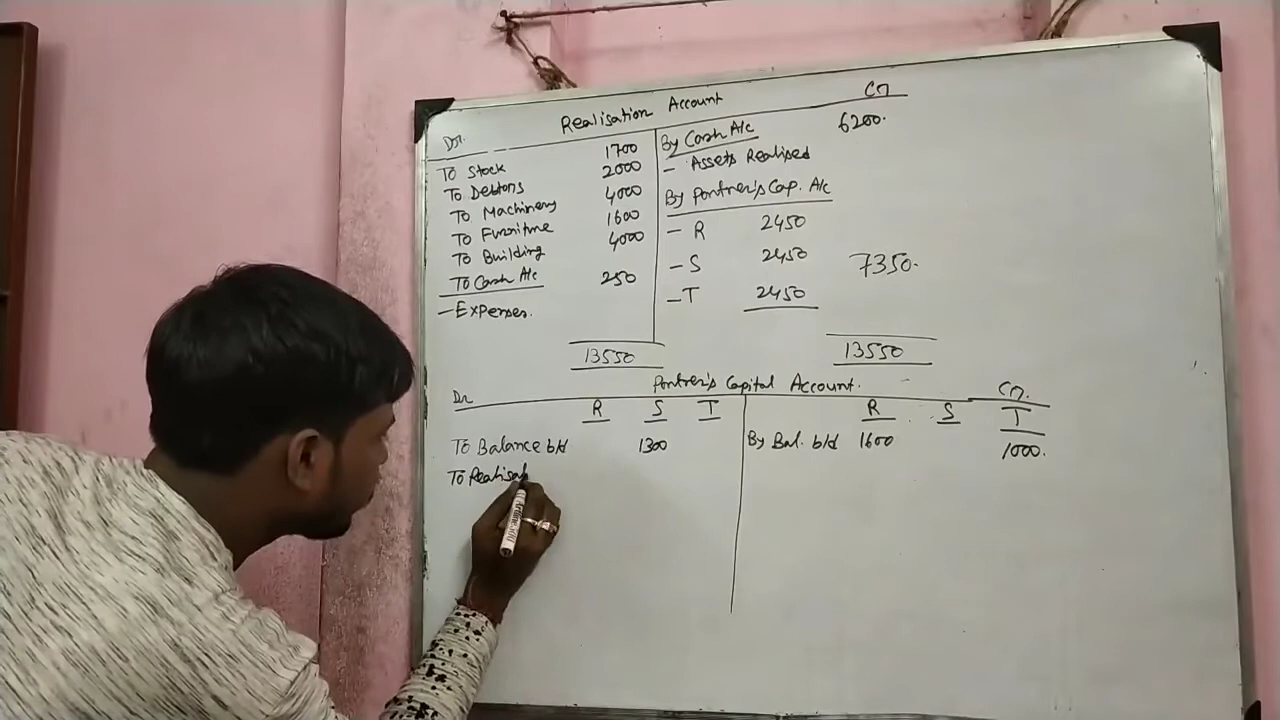 Realisation Account
Dr. Cr
To Stock 1700
To Debtors 2000
To Machinery 4000
To Furniture 1600
To Building 4000
To Cash A/c 250
- Expenses.
13550
By Cash A/c 6200.
- Assets Realised
By Partner's Cap. A/c
- R 2450
- S 2450 7350.
- T 2450
13550
Partner's Capital Account.
Dr Cr.
R S T R S T
To Balance b/d 1300 By Bal. b/d 1600 1000.
To Realisat